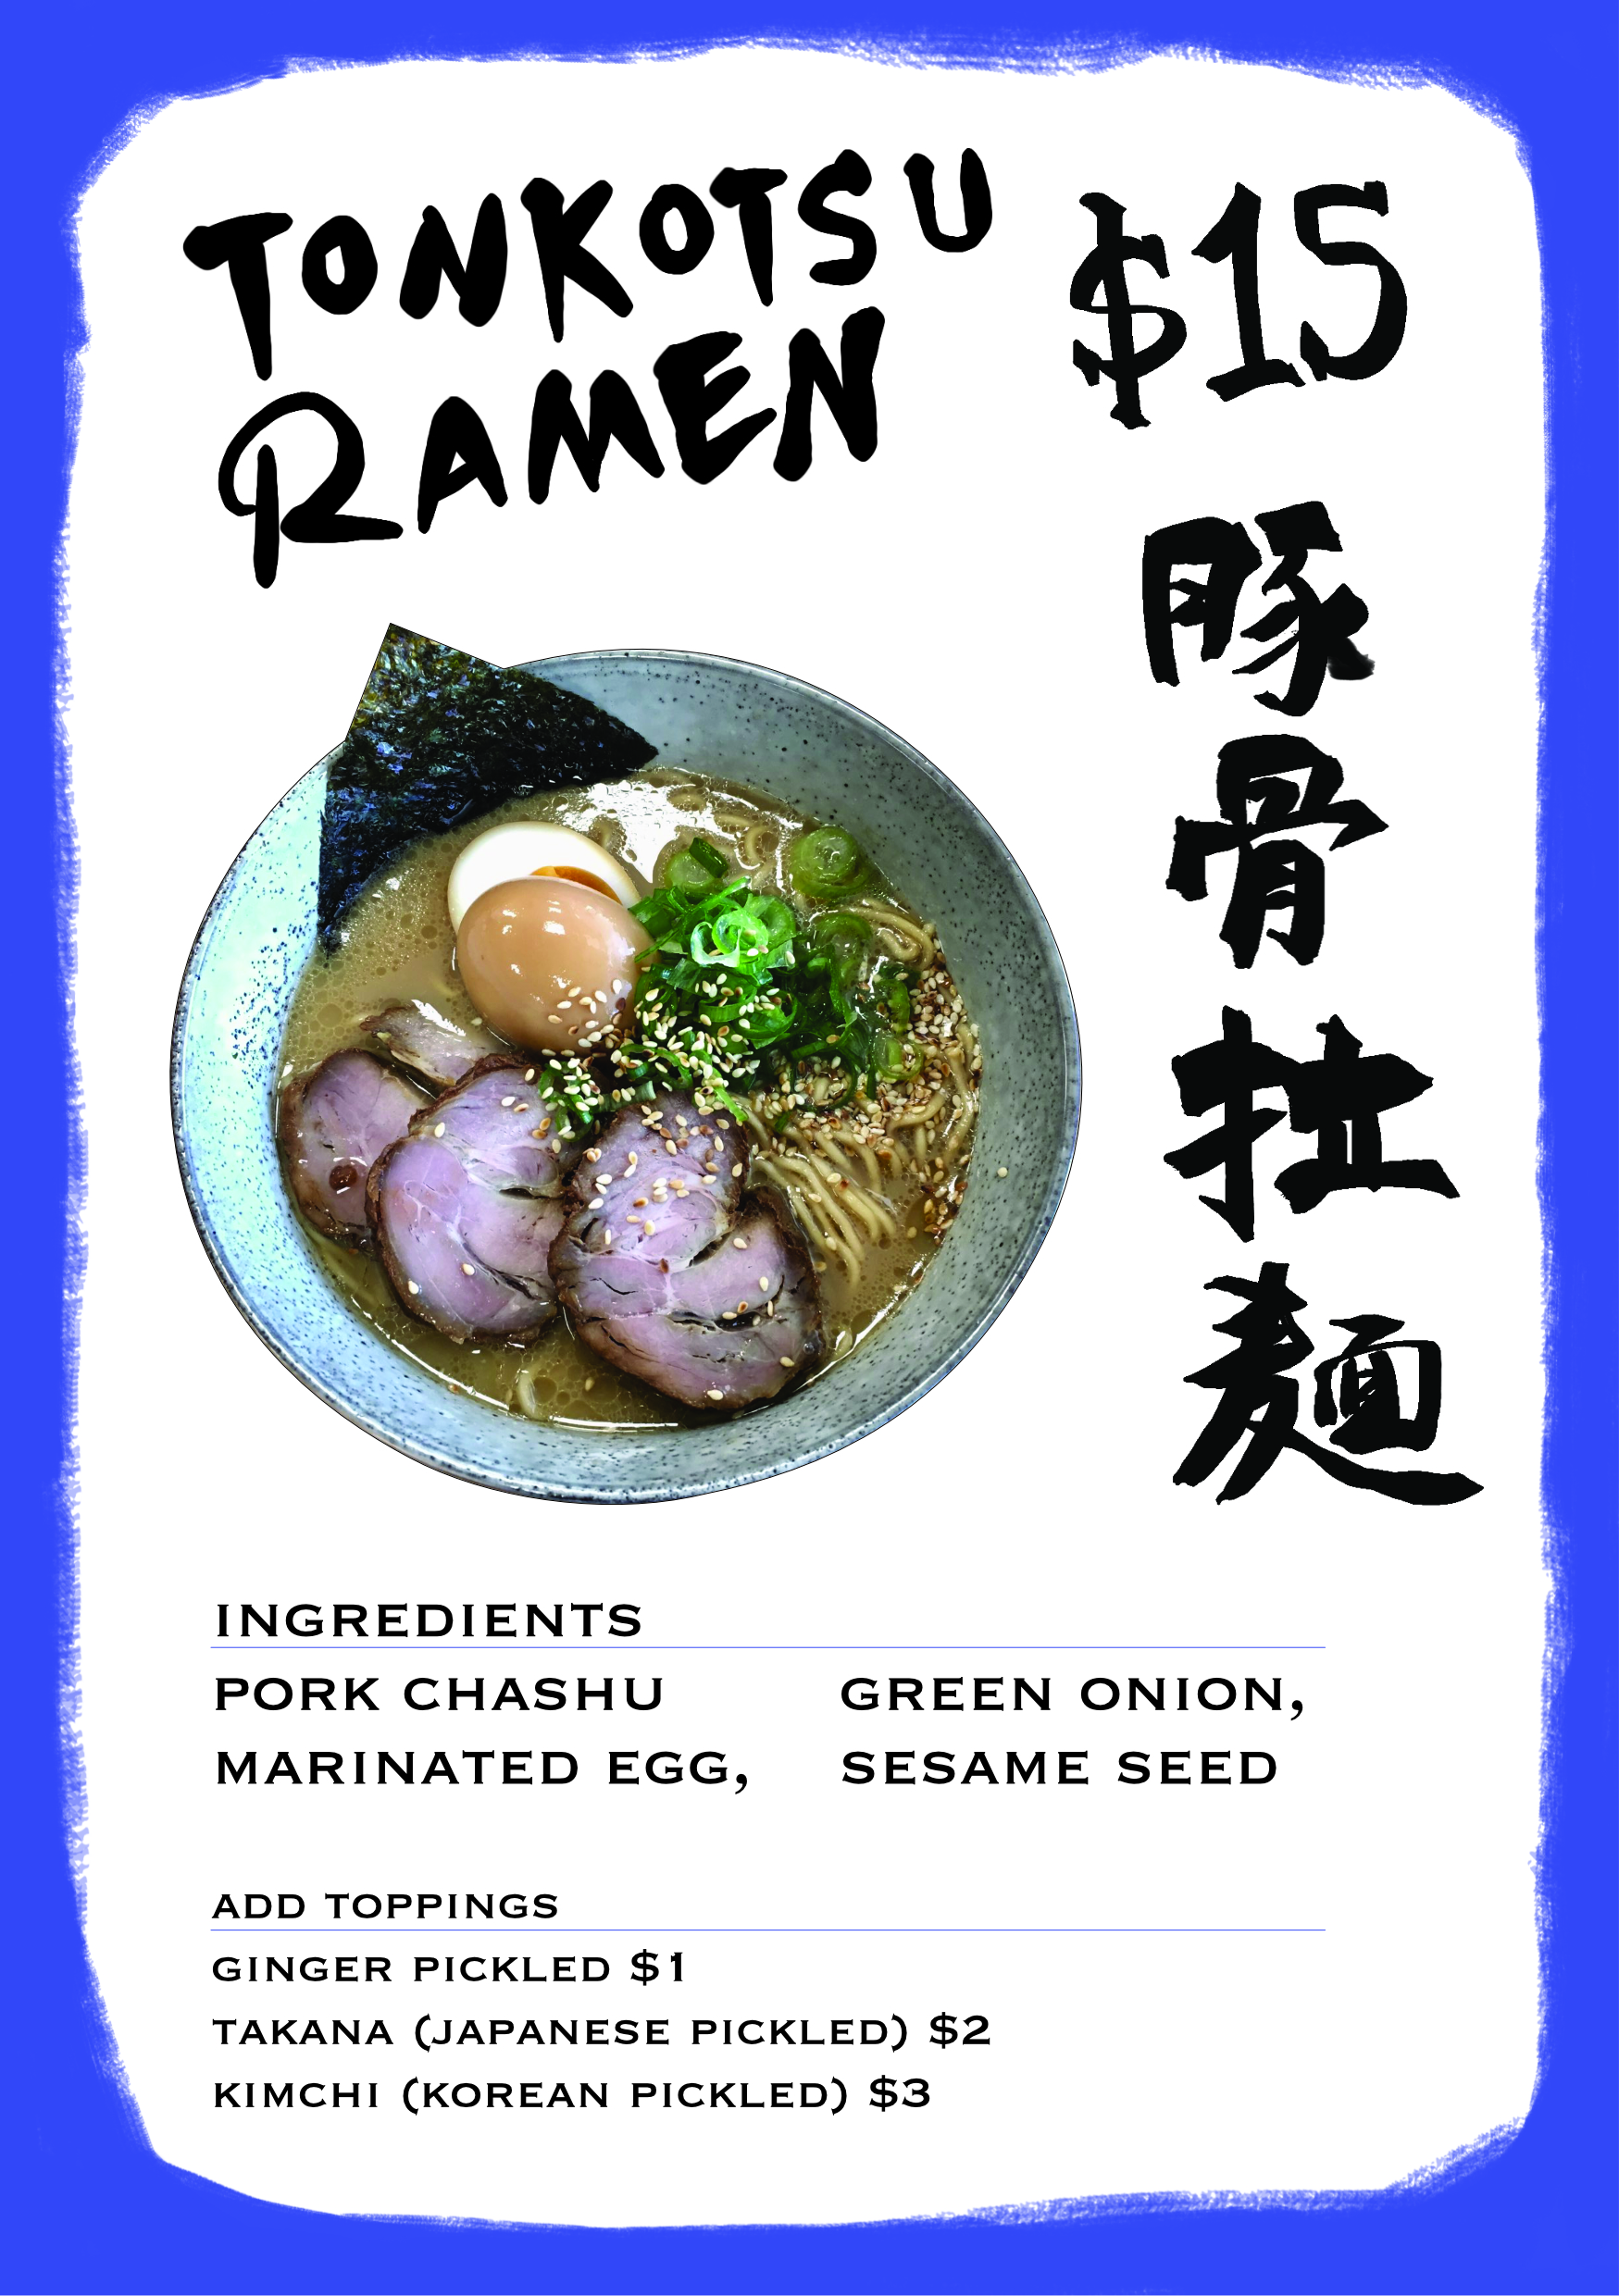 TONKOTSU
RAMEN
$15
豚骨拉麺
INGREDIENTS
PORK CHASHU
MARINATED EGG,
GREEN ONION,
SESAME SEED
ADD TOPPINGS
GINGER PICKLED $1
TAKANA (JAPANESE PICKLED) $2
KIMCHI (KOREAN PICKLED) $3